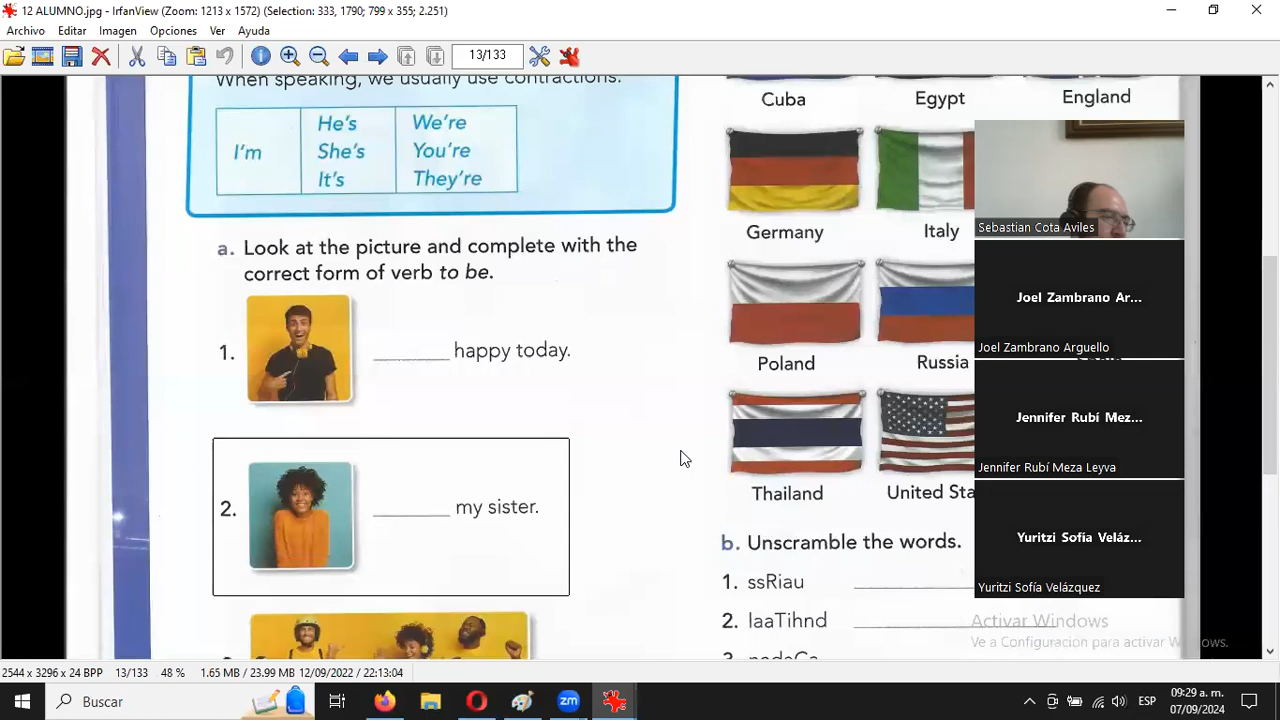 12 ALUMNO.jpg - IrfanView (Zoom: 1213 x 1572) (Selection: 333, 1790; 799 x 355; 2.251)
Archivo Editar Imagen Opciones Ver Ayuda
13/133
When speaking, we usually use contractions.
I'm
He's
She's
It's
We're
You're
They're
a. Look at the picture and complete with the
correct form of verb to be.
1. ________ happy today.
2. ________ my sister.
Cuba
Egypt
England
Germany
Italy
Poland
Russia
Thailand
United Sta
b. Unscramble the words.
1. ssRiau
2. laaTihnd
Sebastian Cota Aviles
Joel Zambrano Ar...
Joel Zambrano Arguello
Jennifer Rubí Mez...
Jennifer Rubí Meza Leyva
Yuritzi Sofía Veláz...
Yuritzi Sofía Velázquez
Activar Windows
Ve a Configuración para activar Windows.
2544 x 3296 x 24 BPP 13/133 48 % 1.65 MB / 23.99 MB 12/09/2022 / 22:13:04
Buscar
zm
ESP
09:29 a. m.
07/09/2024